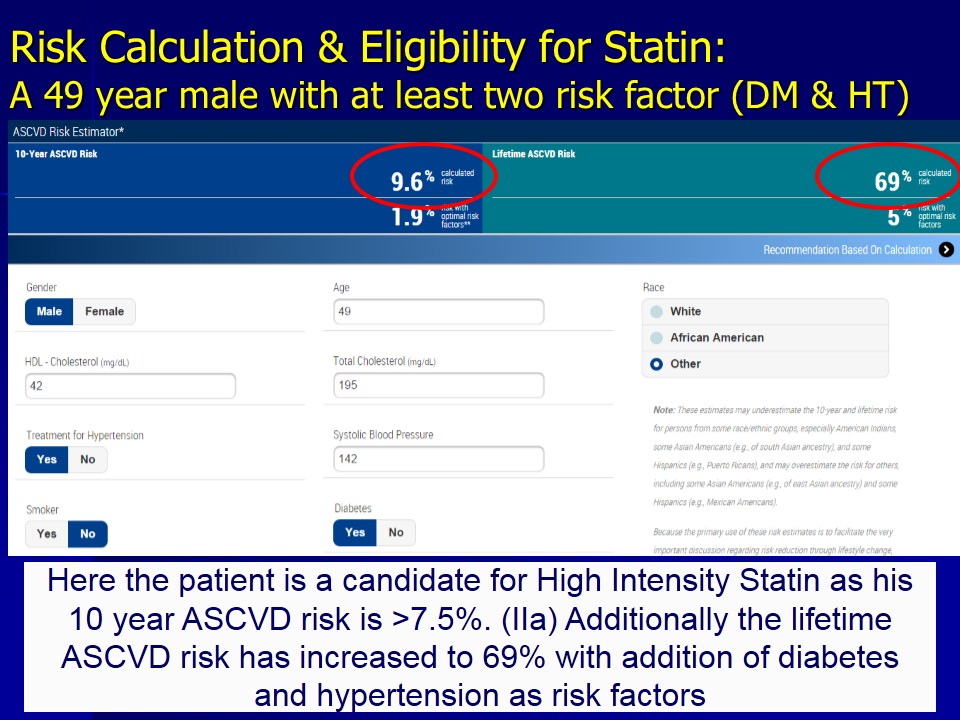 Risk Calculation & Eligibility for Statin:
A 49 year male with at least two risk factor (DM & HT)
ASCVD Risk Estimator*
10-Year ASCVD Risk
9.6% calculated risk
1.9% risk with optimal risk factors**
Lifetime ASCVD Risk
69% calculated risk
5% risk with optimal risk factors
Recommendation Based On Calculation
Gender
Male Female
Age
49
Race
White
African American
Other
HDL - Cholesterol (mg/dL)
42
Total Cholesterol (mg/dL)
195
Treatment for Hypertension
Yes No
Systolic Blood Pressure
142
Smoker
Yes No
Diabetes
Yes No
Note: These estimates may underestimate the 10-year and lifetime risk
for persons from some race/ethnic groups, especially American Indians,
some Asian Americans (e.g., of south Asian ancestry), and some
Hispanics (e.g., Puerto Ricans), and may overestimate the risk for others,
including some Asian Americans (e.g., of east Asian ancestry) and some
Hispanics (e.g., Mexican Americans).
Because the primary use of these risk estimates is to facilitate the very
important discussion regarding risk reduction through lifestyle change,
Here the patient is a candidate for High Intensity Statin as his
10 year ASCVD risk is >7.5%. (IIa) Additionally the lifetime
ASCVD risk has increased to 69% with addition of diabetes
and hypertension as risk factors